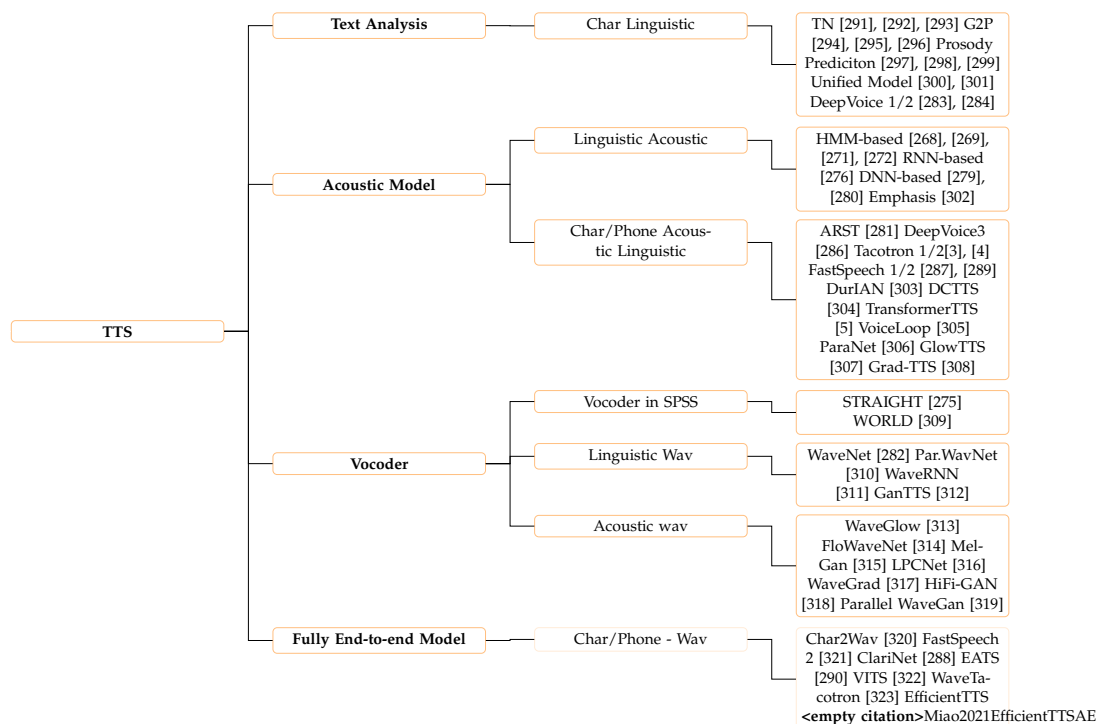 TTS
Text Analysis
Char Linguistic
TN [291], [292], [293] G2P
[294], [295], [296] Prosody
Prediciton [297], [298], [299]
Unified Model [300], [301]
DeepVoice 1/2 [283], [284]
Acoustic Model
Linguistic Acoustic
HMM-based [268], [269],
[271], [272] RNN-based
[276] DNN-based [279],
[280] Emphasis [302]
Char/Phone Acous-
tic Linguistic
ARST [281] DeepVoice3
[286] Tacotron 1/2[3], [4]
FastSpeech 1/2 [287], [289]
DurIAN [303] DCTTS
[304] TransformerTTS
[5] VoiceLoop [305]
ParaNet [306] GlowTTS
[307] Grad-TTS [308]
Vocoder
Vocoder in SPSS
STRAIGHT [275]
WORLD [309]
Linguistic Wav
WaveNet [282] Par.WavNet
[310] WaveRNN
[311] GanTTS [312]
Acoustic wav
WaveGlow [313]
FloWaveNet [314] Mel-
Gan [315] LPCNet [316]
WaveGrad [317] HiFi-GAN
[318] Parallel WaveGan [319]
Fully End-to-end Model
Char/Phone - Wav
Char2Wav [320] FastSpeech
2 [321] ClariNet [288] EATS
[290] VITS [322] WaveTa-
cotron [323] EfficientTTS
<empty citation>Miao2021EfficientTTSAE